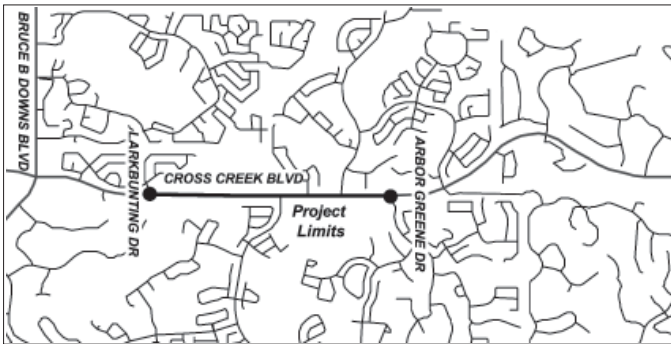 BRUCE B DOWNS BLVD
LARKBUNTING DR
CROSS CREEK BLVD
Project
Limits
ARBOR GREENE DR